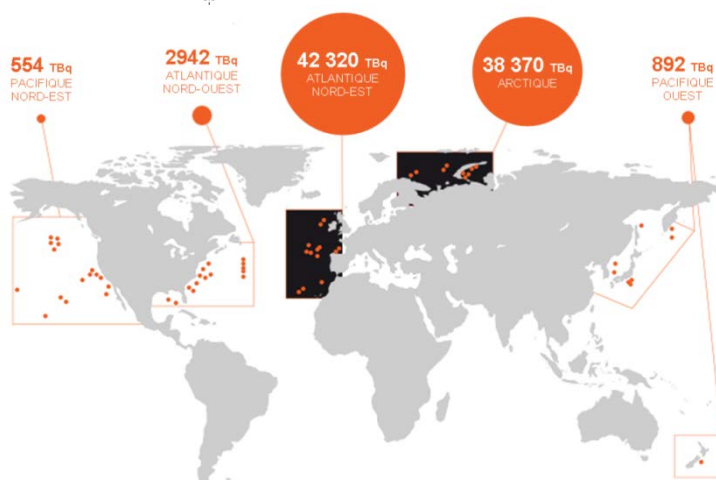 554 TBq
PACIFIQUE
NORD-EST
2942 TBq
ATLANTIQUE
NORD-OUEST
42 320 TBq
ATLANTIQUE
NORD-EST
38 370 TBq
ARCTIQUE
892 TBq
PACIFIQUE
OUEST